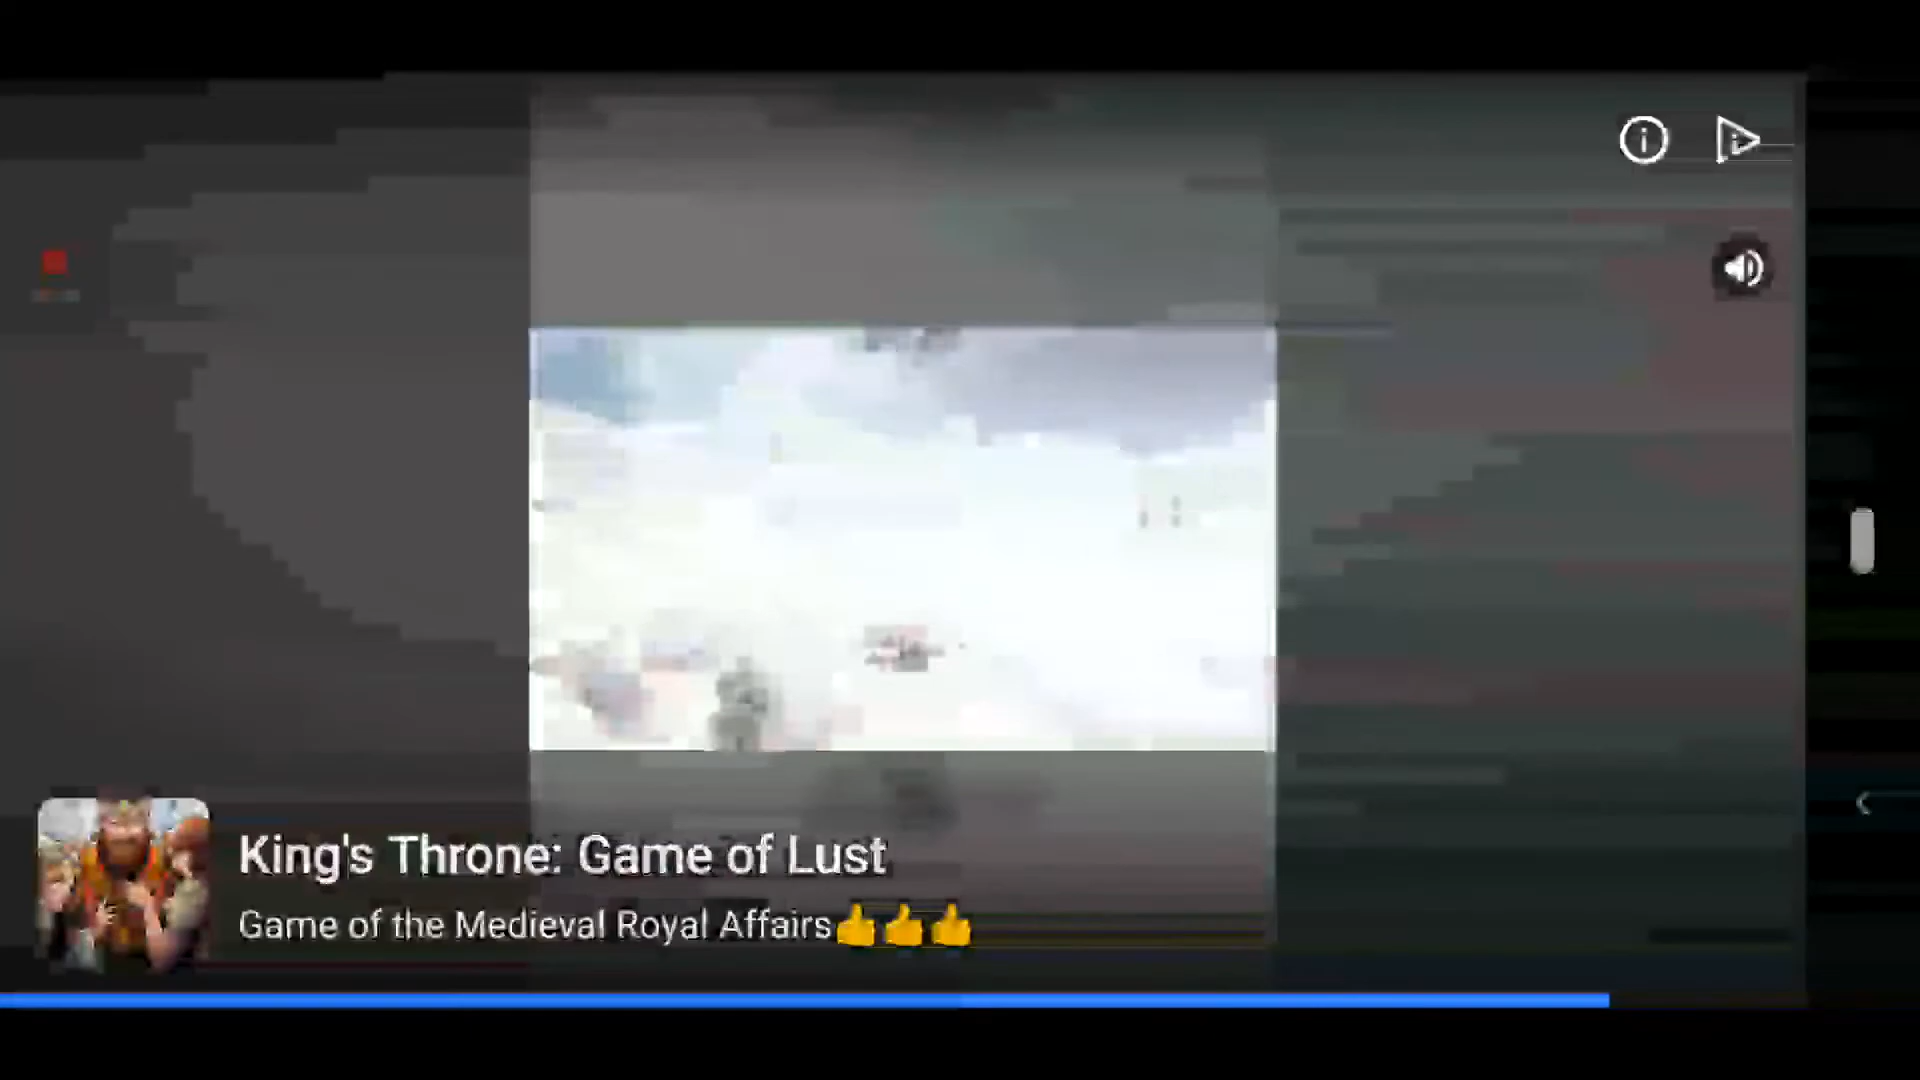 King's Throne: Game of Lust
Game of the Medieval Royal Affairs👍👍👍